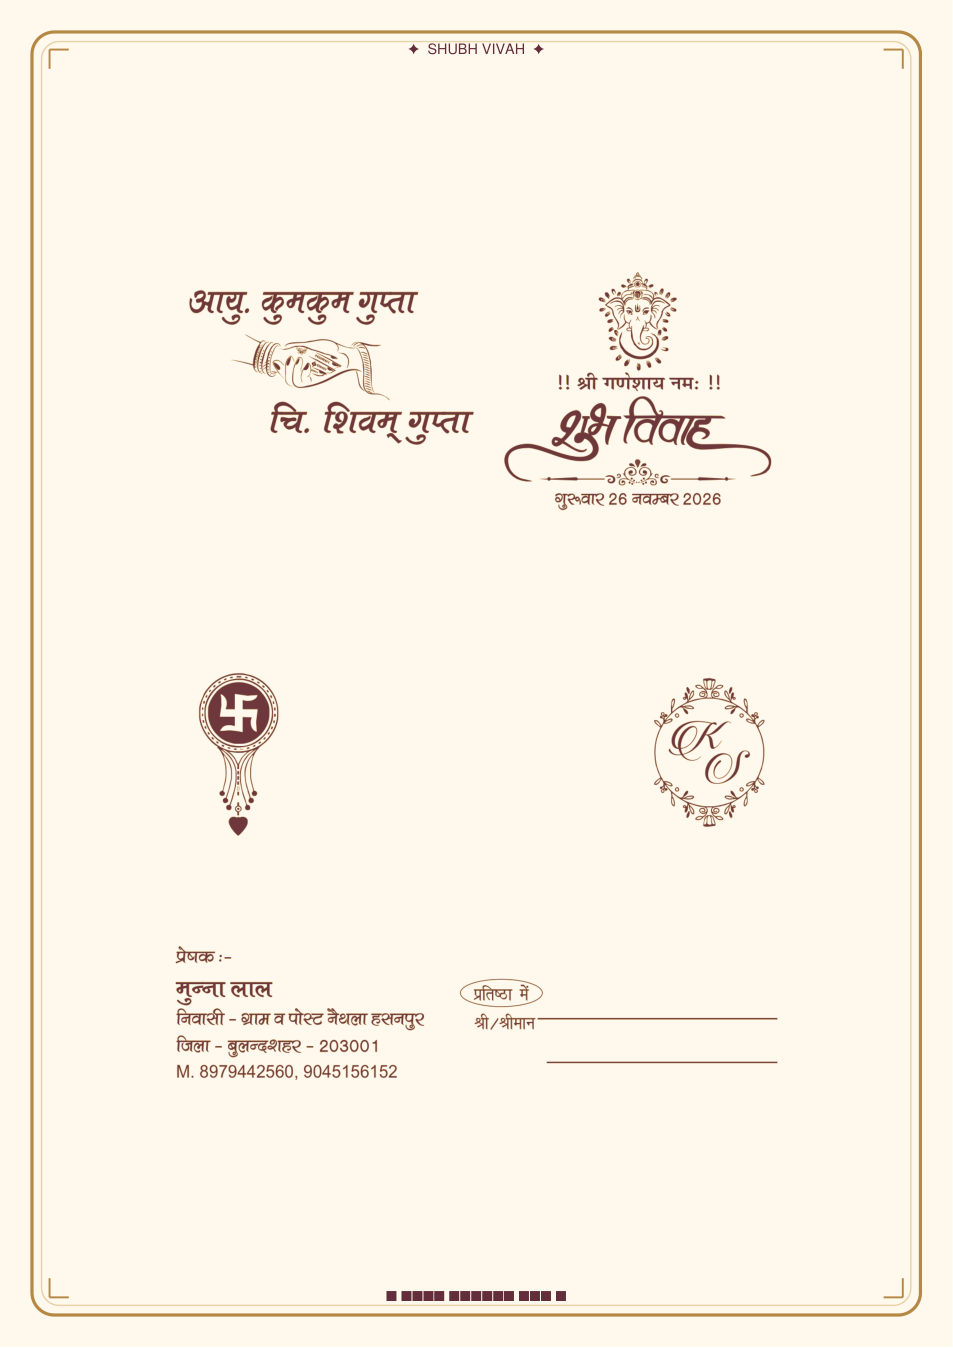 SHUBH VIVAH
आयु. कुमकुम गुप्ता
चि. शिवम् गुप्ता
!! श्री गणेशाय नमः !!
शुभ विवाह
गुरूवार 26 नवम्बर 2026
K
S
प्रेषक :-
मुन्ना लाल
निवासी - ग्राम व पोस्ट नैथला हसनपुर
जिला - बुलन्दशहर - 203001
M. 8979442560, 9045156152
प्रतिष्ठा में
श्री/श्रीमान